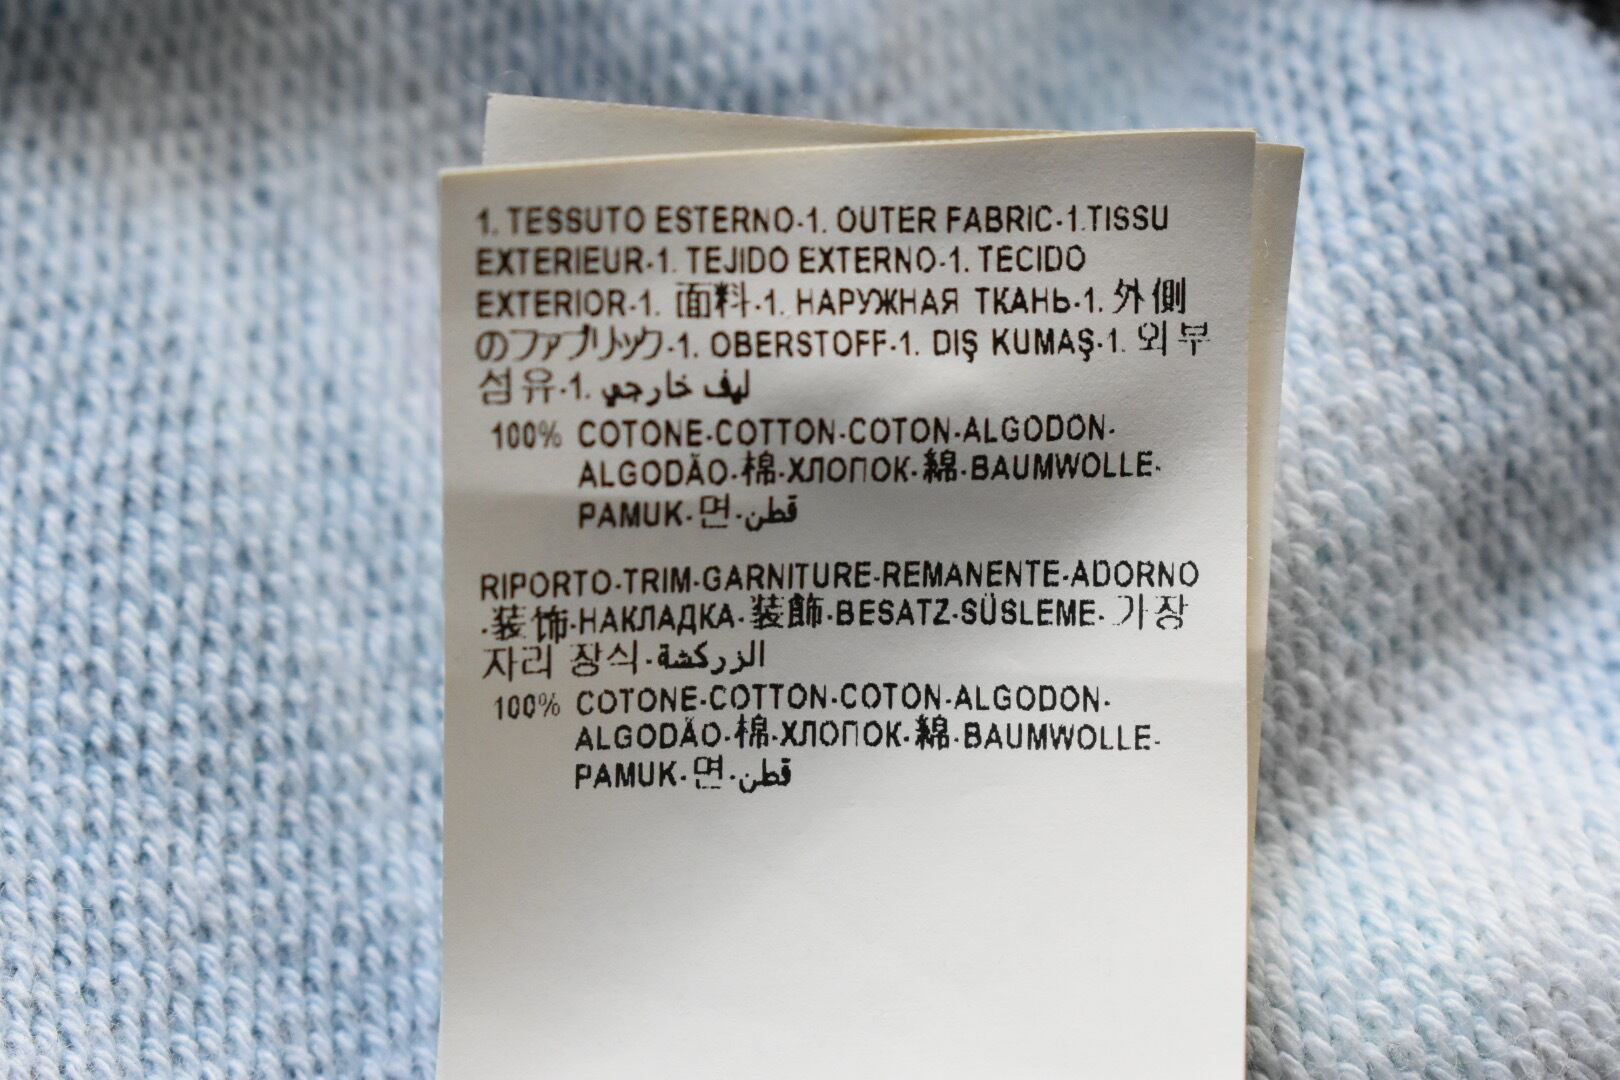 1. TESSUTO ESTERNO-1. OUTER FABRIC-1.TISSU
EXTERIEUR-1. TEJIDO EXTERNO-1. TECIDO
EXTERIOR-1. 面料-1. НАРУЖНАЯ ТКАНЬ-1. 外側
のファブリック-1. OBERSTOFF-1. DIŞ KUMAŞ-1. 외부
섬유-1. ليف خارجي
100% COTONE-COTTON-COTON-ALGODON-
ALGODÃO-棉-ХЛОПОК-綿-BAUMWOLLE-
PAMUK-면-قطن
RIPORTO-TRIM-GARNITURE-REMANENTE-ADORNO
-装饰-НАКЛАДКА-装飾-BESATZ-SÜSLEME- 가장
자리 장식-الزركشة
100% COTONE-COTTON-COTON-ALGODON-
ALGODÃO-棉-ХЛОПОК-綿-BAUMWOLLE-
PAMUK-면-قطن